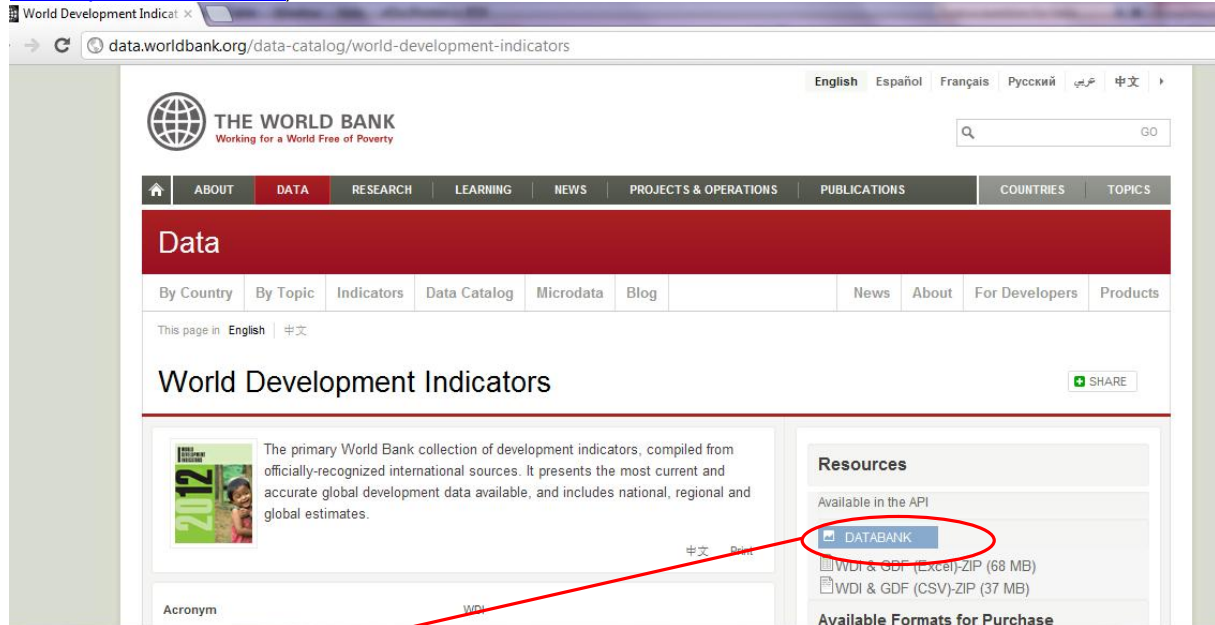 World Development Indicat ×
data.worldbank.org/data-catalog/world-development-indicators
English Español Français Русский عربي 中文
THE WORLD BANK
Working for a World Free of Poverty
GO
ABOUT DATA RESEARCH LEARNING NEWS PROJECTS & OPERATIONS PUBLICATIONS COUNTRIES TOPICS
Data
By Country By Topic Indicators Data Catalog Microdata Blog News About For Developers Products
This page in English 中文
World Development Indicators
SHARE
WORLD
DEVELOPMENT
INDICATORS
2012
The primary World Bank collection of development indicators, compiled from
officially-recognized international sources. It presents the most current and
accurate global development data available, and includes national, regional and
global estimates.
中文 Print
Acronym WDI
Resources
Available in the API
DATABANK
WDI & GDF (Excel)-ZIP (68 MB)
WDI & GDF (CSV)-ZIP (37 MB)
Available Formats for Purchase